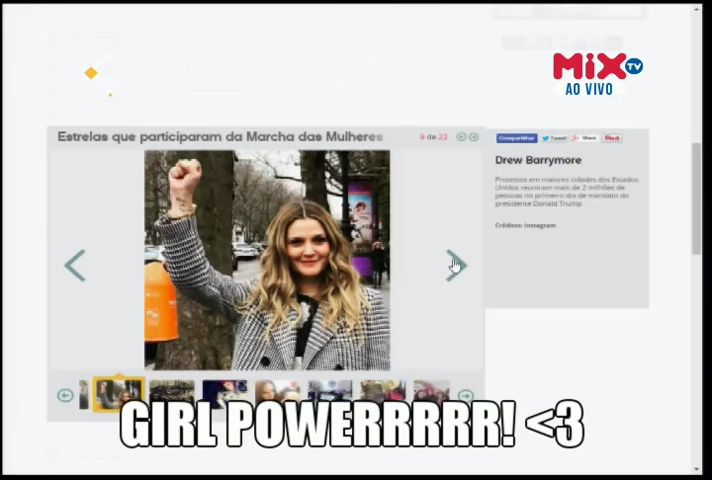 MiX TV
AO VIVO
Estrelas que participaram da Marcha das Mulheres
9 de 22
Compartilhar
Tweet
Share
Pin it
Drew Barrymore
Protestos em maiores cidades dos Estados
Unidos reuniram mais de 2 milhões de
pessoas no primeiro dia de mandato do
presidente Donald Trump
Créditos: Instagram
GIRL POWERRRRR! <3